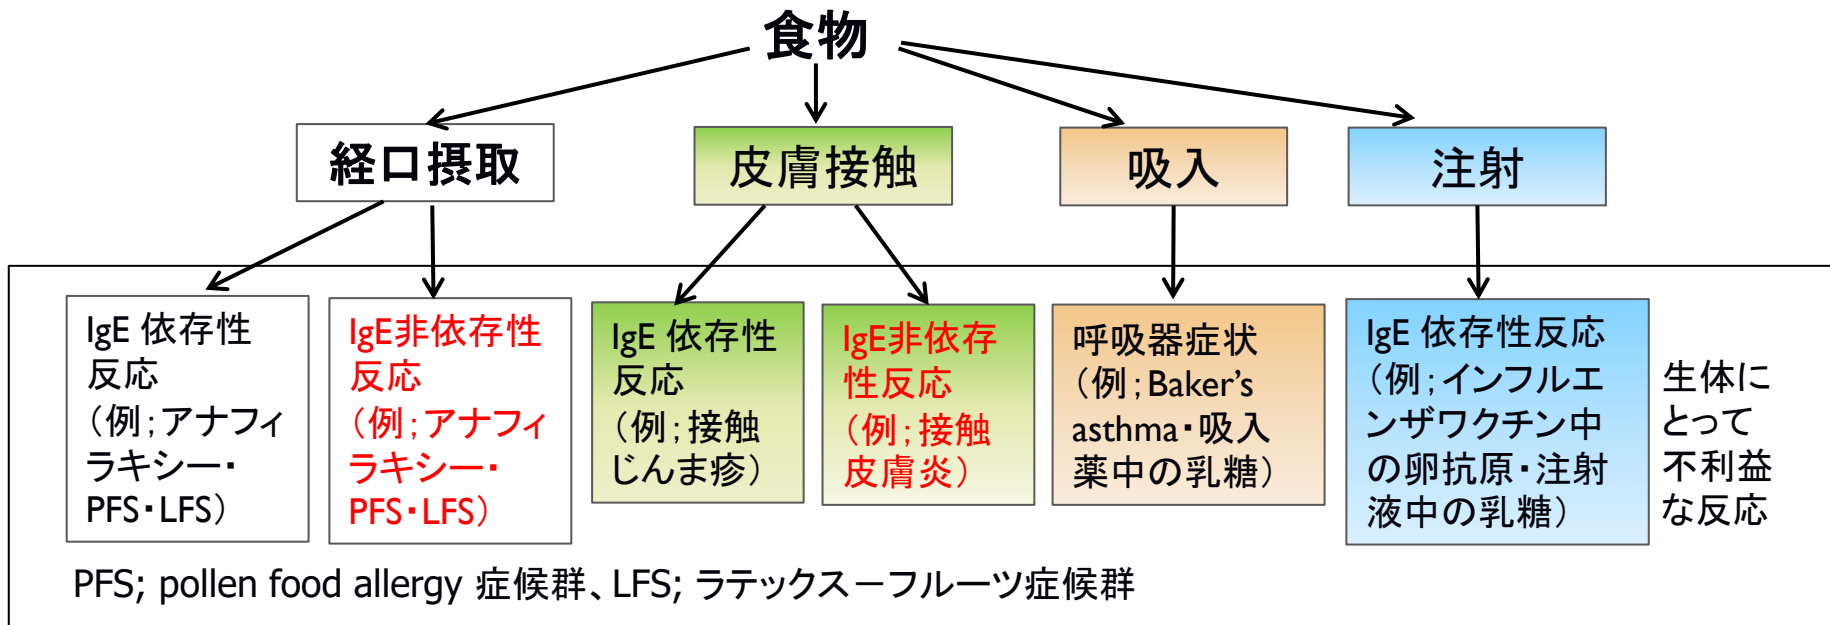 食物
経口摂取
皮膚接触
吸入
注射
IgE 依存性
反応
（例；アナフィ
ラキシー・
PFS・LFS）
IgE非依存性
反応
（例；アナフィ
ラキシー・
PFS・LFS）
IgE 依存性
反応
（例；接触
じんま疹）
IgE非依存
性反応
（例；接触
皮膚炎）
呼吸器症状
（例；Baker’s
asthma・吸入
薬中の乳糖）
IgE 依存性反応
（例；インフルエ
ンザワクチン中
の卵抗原・注射
液中の乳糖）
生体に
とって
不利益
な反応
PFS; pollen food allergy 症候群、LFS; ラテックス－フルーツ症候群